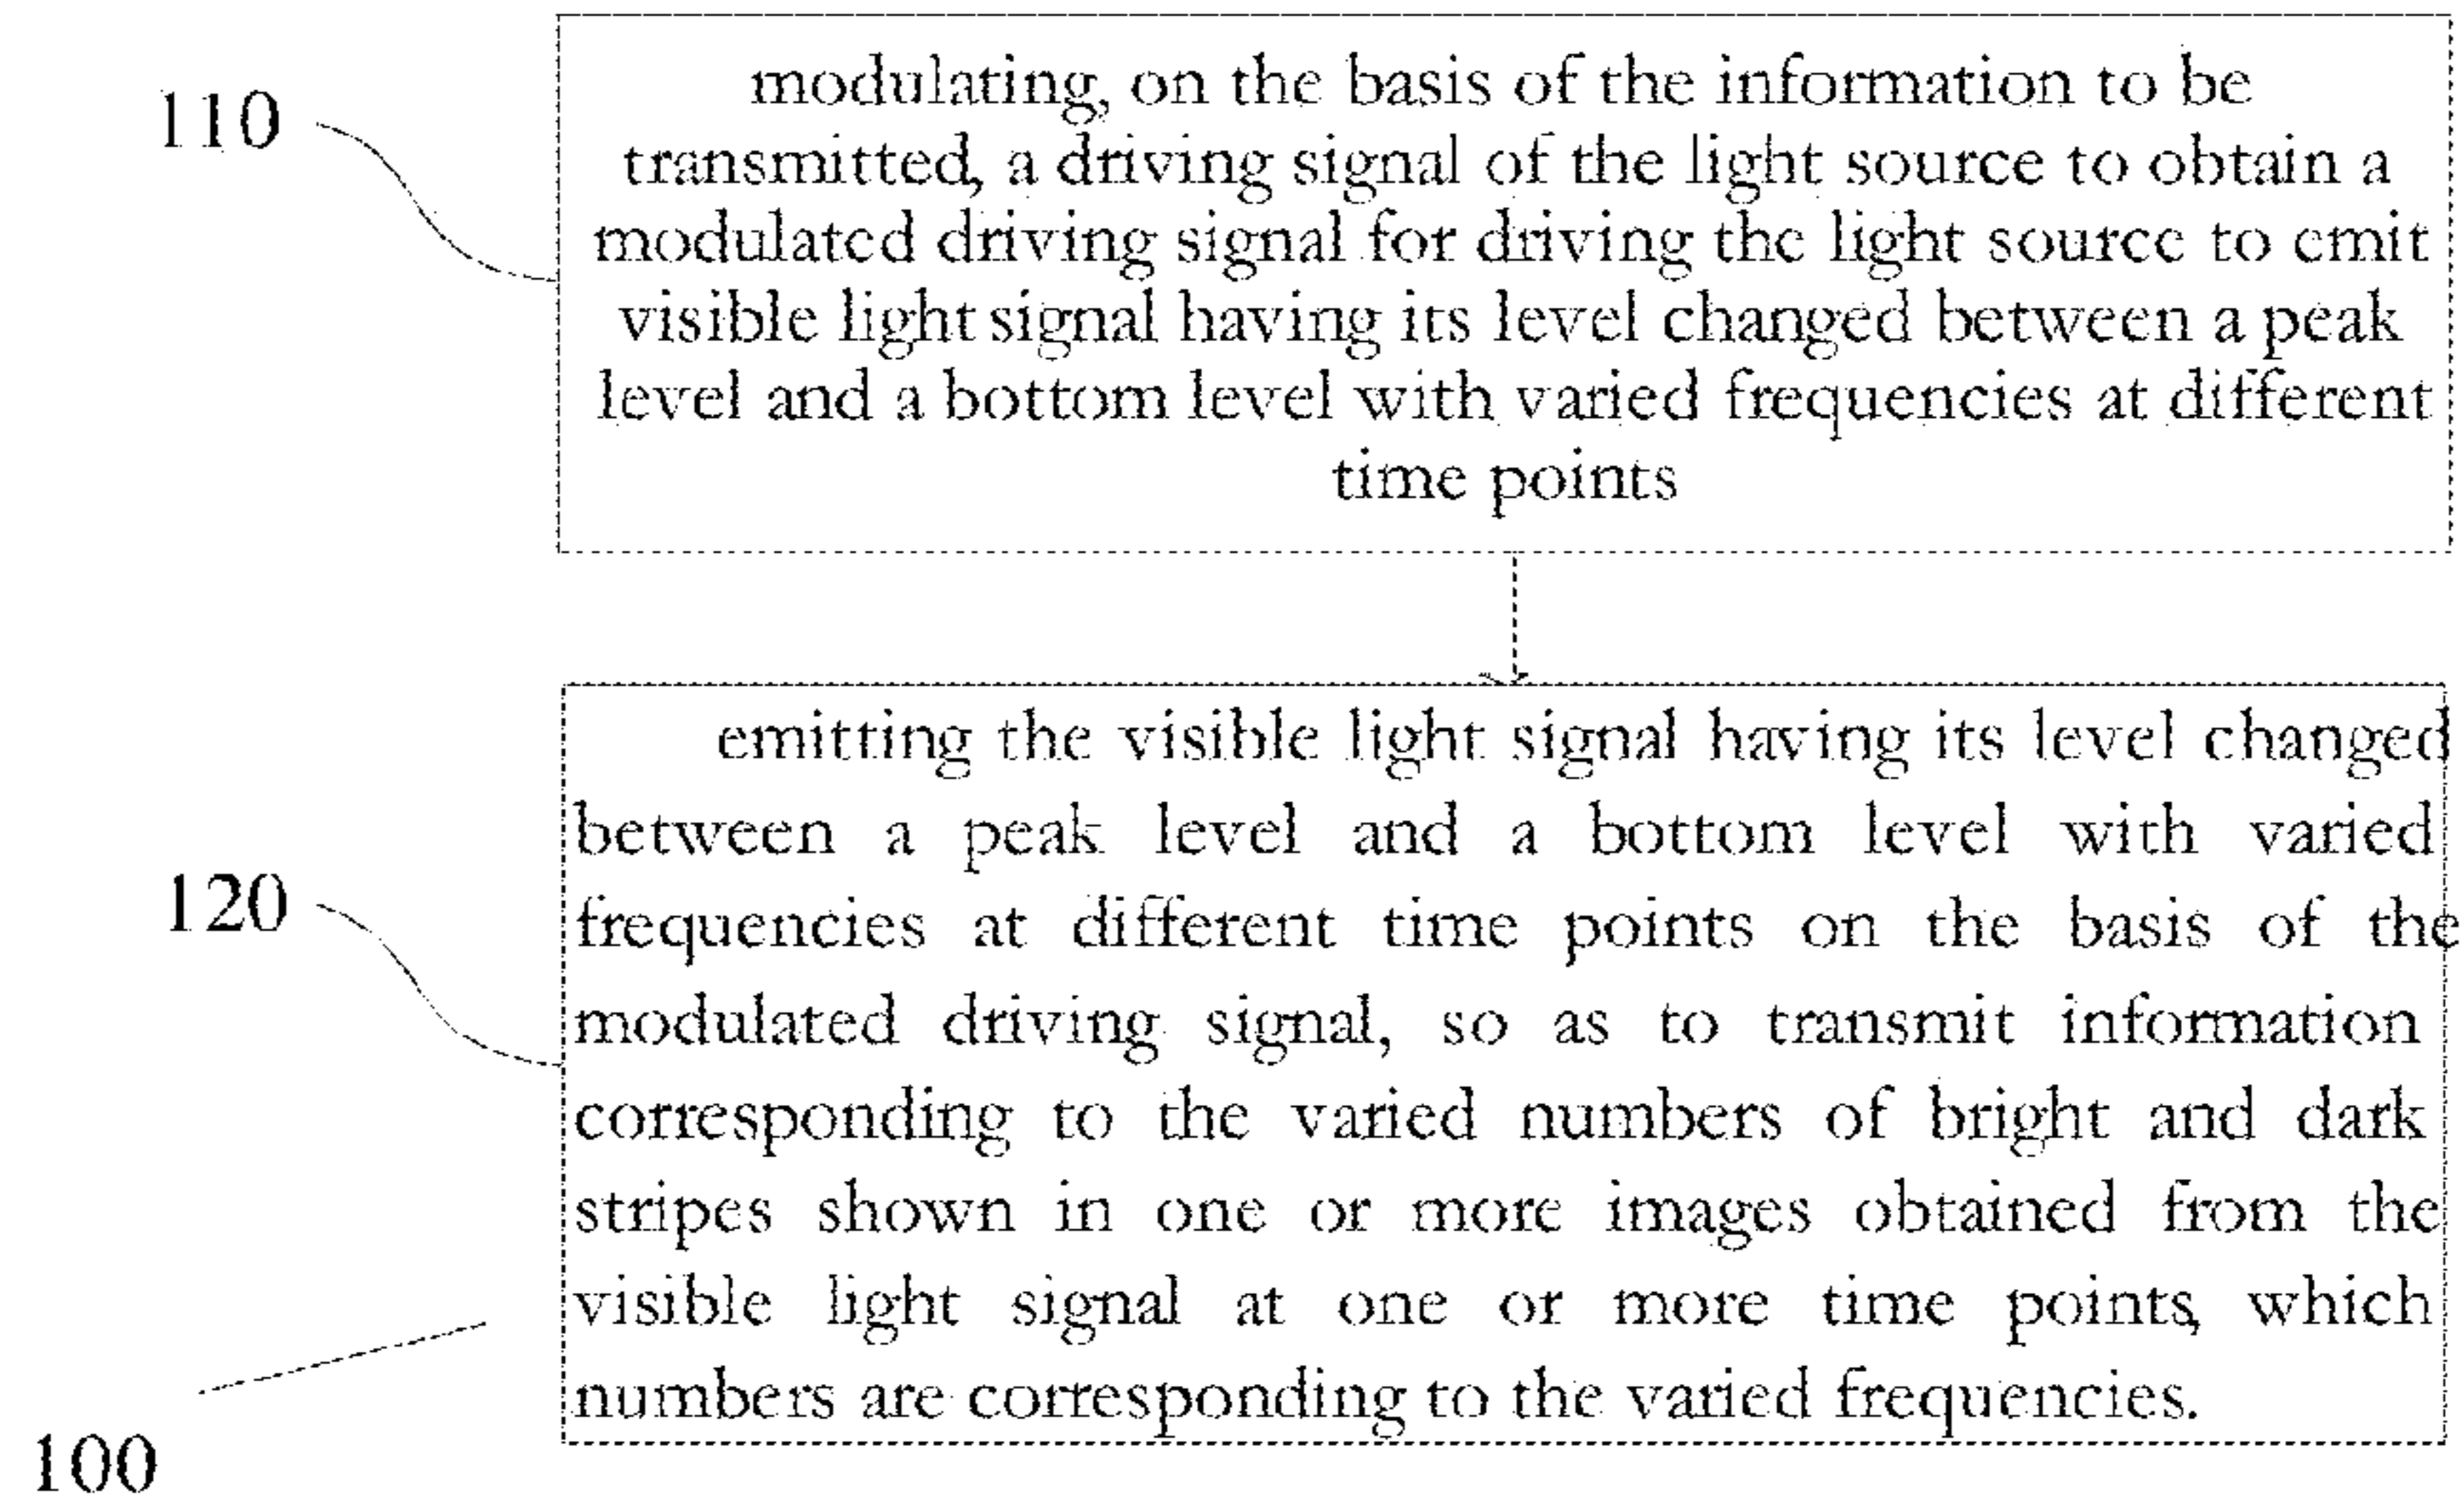 110
modulating, on the basis of the information to be
transmitted, a driving signal of the light source to obtain a
modulated driving signal for driving the light source to emit
visible light signal having its level changed between a peak
level and a bottom level with varied frequencies at different
time points
emitting the visible light signal having its level changed
between a peak level and a bottom level with varied
120
frequencies at different time points on the basis of the
modulated driving signal, so as to transmit information
corresponding to the varied numbers of bright and dark
stripes shown in one or more images obtained from the
visible light signal at one or more time points, which
numbers are corresponding to the varied frequencies.
100